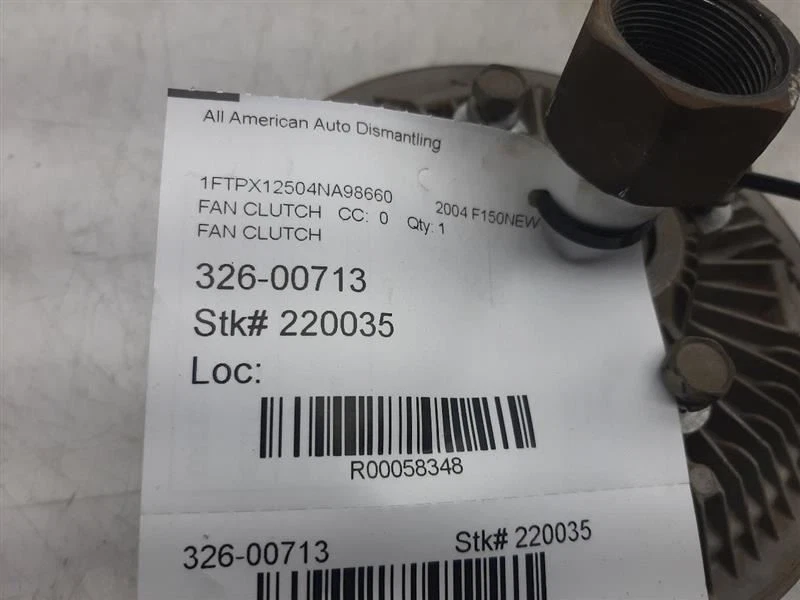 All American Auto Dismantling
1FTPX12504NA98660 2004 F150NEW
FAN CLUTCH CC: 0 Qty: 1
FAN CLUTCH
326-00713
Stk# 220035
Loc:
R00058348
326-00713 Stk# 220035